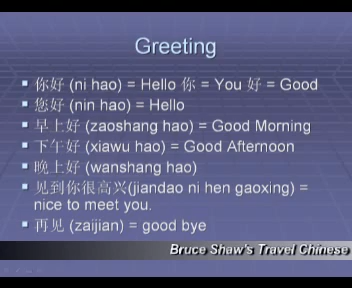 Greeting
你好 (ni hao) = Hello 你 = You 好 = Good
您好 (nin hao) = Hello
早上好 (zaoshang hao) = Good Morning
下午好 (xiawu hao) = Good Afternoon
晚上好 (wanshang hao)
见到你很高兴(jiandao ni hen gaoxing) =
nice to meet you.
再见 (zaijian) = good bye
Bruce Shaw's Travel Chinese